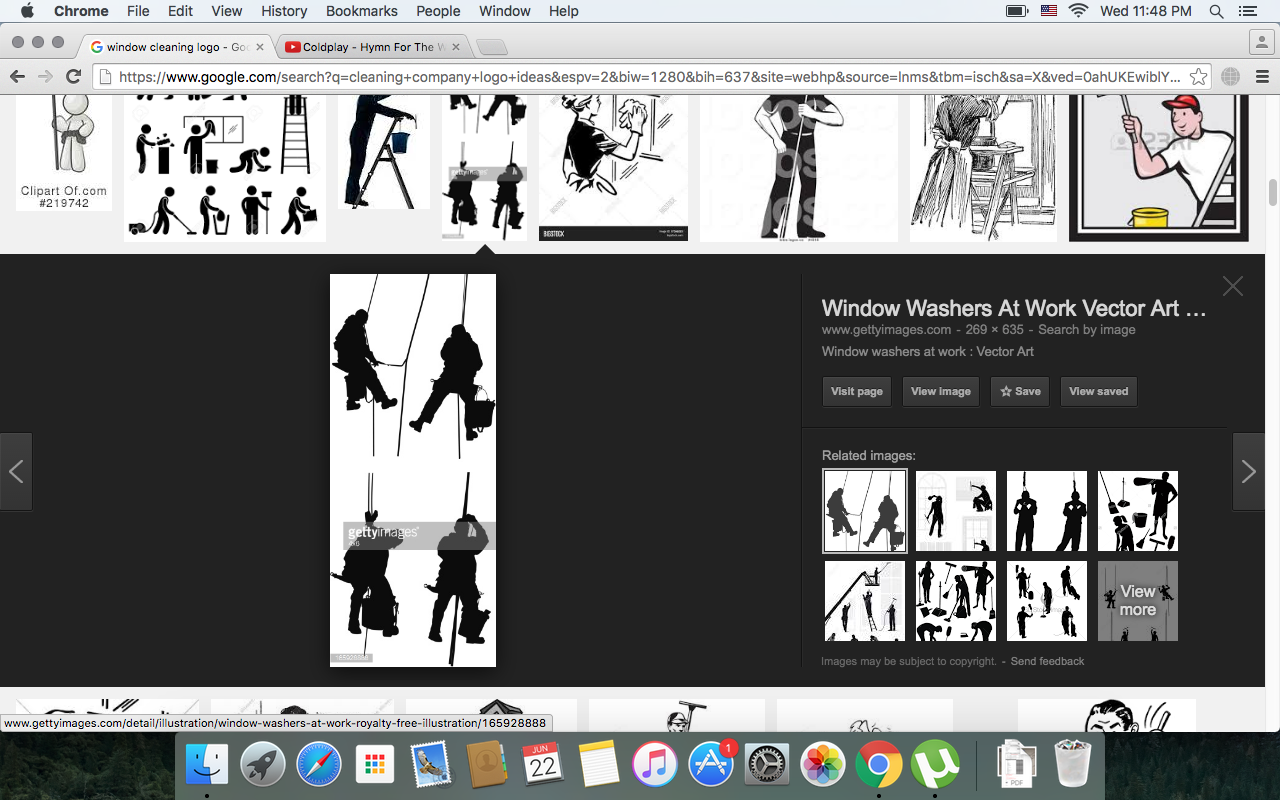 Chrome File Edit View History Bookmarks People Window Help Wed 11:48 PM
window cleaning logo - Goo
Coldplay - Hymn For The W
https://www.google.com/search?q=cleaning+company+logo+ideas&espv=2&biw=1280&bih=637&site=webhp&source=lnms&tbm=isch&sa=X&ved=0ahUKEwiblY...
Clipart Of.com
#219742
gettyimages
BIGSTOCK
123RF
Window Washers At Work Vector Art ...
www.gettyimages.com - 269 × 635 - Search by image
Window washers at work : Vector Art
Visit page View image Save View saved
Related images:
gettyimages
View more
Images may be subject to copyright. - Send feedback
www.gettyimages.com/detail/illustration/window-washers-at-work-royalty-free-illustration/165928888
JUN
22
1
PDF